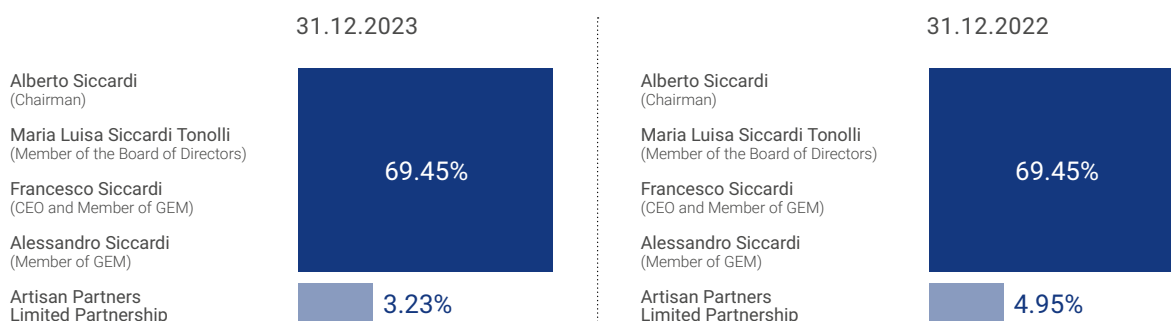 31.12.2023
Alberto Siccardi
(Chairman)
Maria Luisa Siccardi Tonolli
(Member of the Board of Directors)
Francesco Siccardi
(CEO and Member of GEM)
Alessandro Siccardi
(Member of GEM)
69.45%
Artisan Partners
Limited Partnership
3.23%
31.12.2022
Alberto Siccardi
(Chairman)
Maria Luisa Siccardi Tonolli
(Member of the Board of Directors)
Francesco Siccardi
(CEO and Member of GEM)
Alessandro Siccardi
(Member of GEM)
69.45%
Artisan Partners
Limited Partnership
4.95%